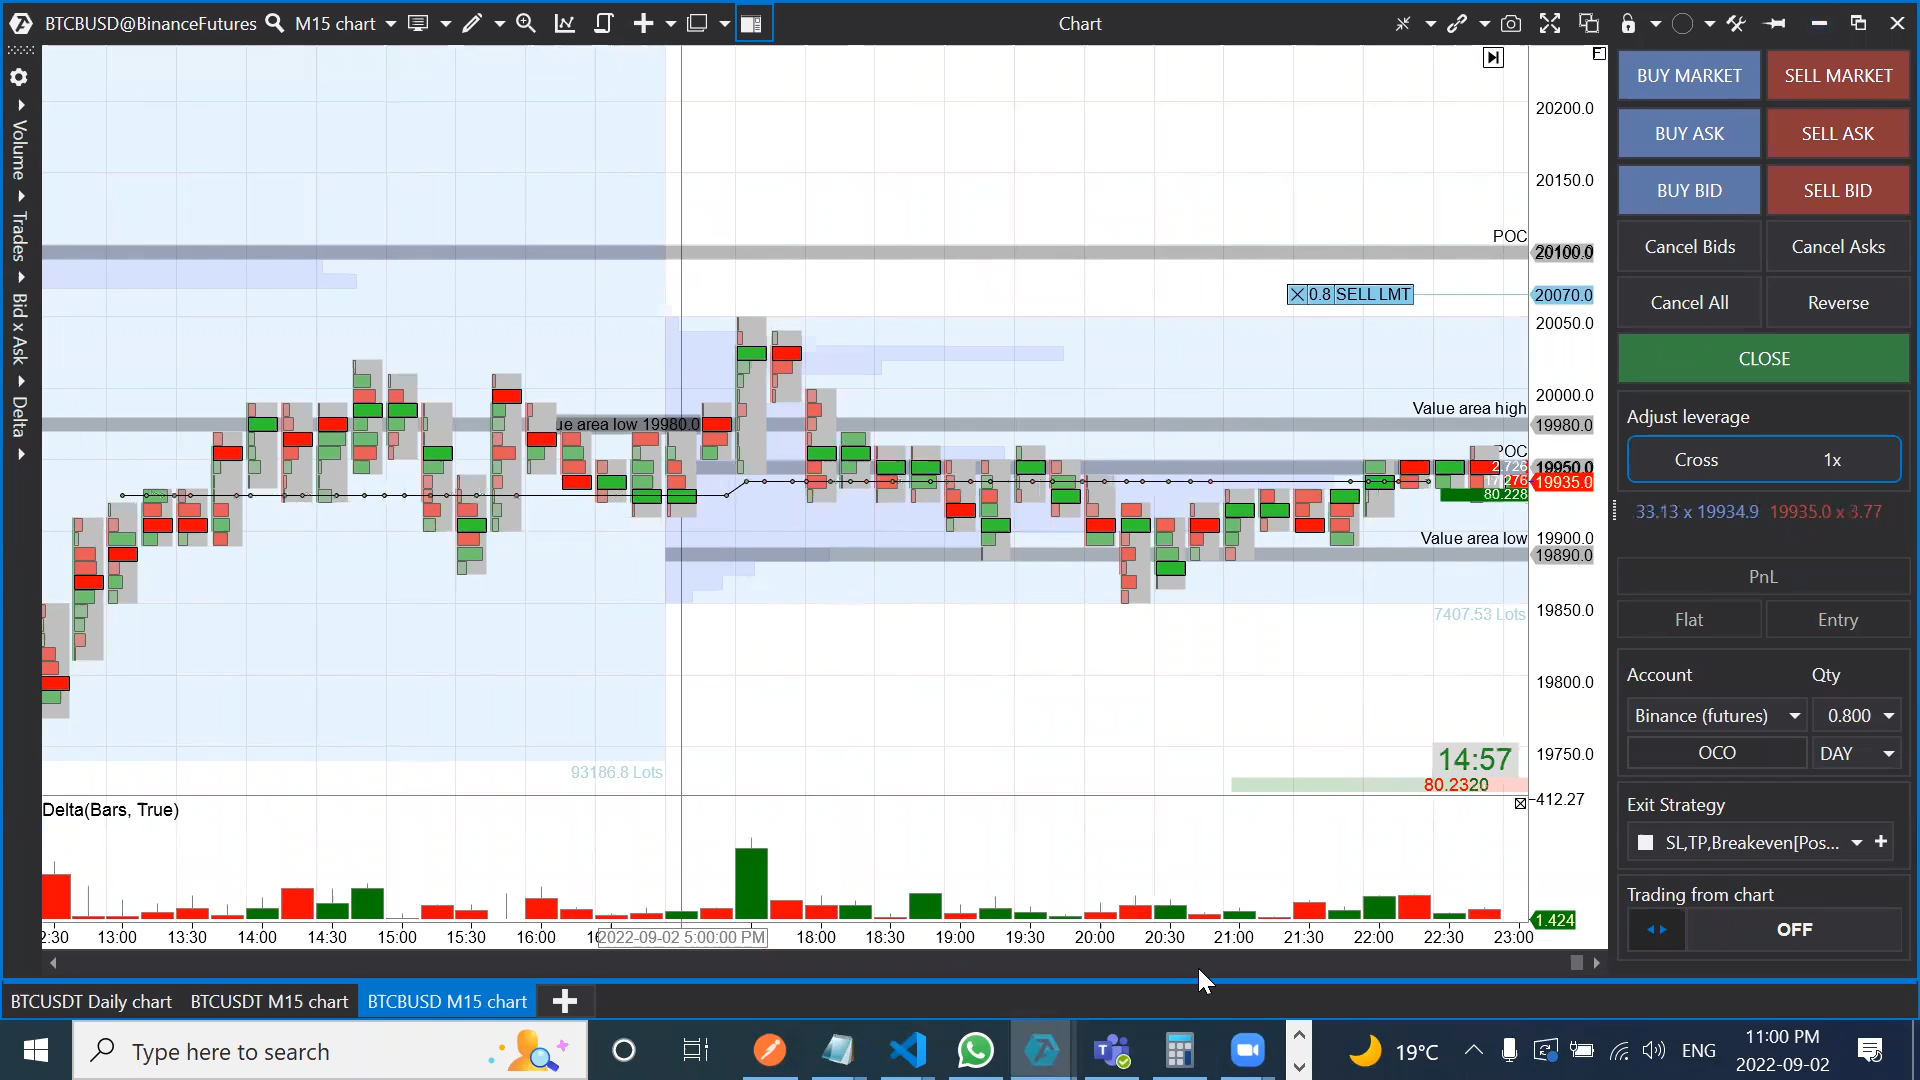 BTCBUSD@BinanceFutures M15 chart
Chart
Volume
Trades
Bid x Ask
Delta
20200.0
20150.0
POC
20100.0
0.8 SELL LMT
20070.0
20050.0
20000.0
Value area high
ue area low 19980.0
19980.0
POC
2.726
19950.0
17.276
19935.0
80.228
Value area low
19900.0
19890.0
19850.0
7407.53 Lots
19800.0
19750.0
93186.8 Lots
14:57
80.2320
-412.27
Delta(Bars, True)
1.424
2:30 13:00 13:30 14:00 14:30 15:00 15:30 16:00 2022-09-02 5:00:00 PM 18:00 18:30 19:00 19:30 20:00 20:30 21:00 21:30 22:00 22:30 23:00
BUY MARKET SELL MARKET
BUY ASK SELL ASK
BUY BID SELL BID
Cancel Bids Cancel Asks
Cancel All Reverse
CLOSE
Adjust leverage
Cross 1x
33.13 x 19934.9 19935.0 x 3.77
PnL
Flat Entry
Account Qty
Binance (futures) 0.800
OCO DAY
Exit Strategy
SL,TP,Breakeven[Pos...
Trading from chart
OFF
BTCUSDT Daily chart BTCUSDT M15 chart BTCBUSD M15 chart
Type here to search
19°C
ENG
11:00 PM
2022-09-02